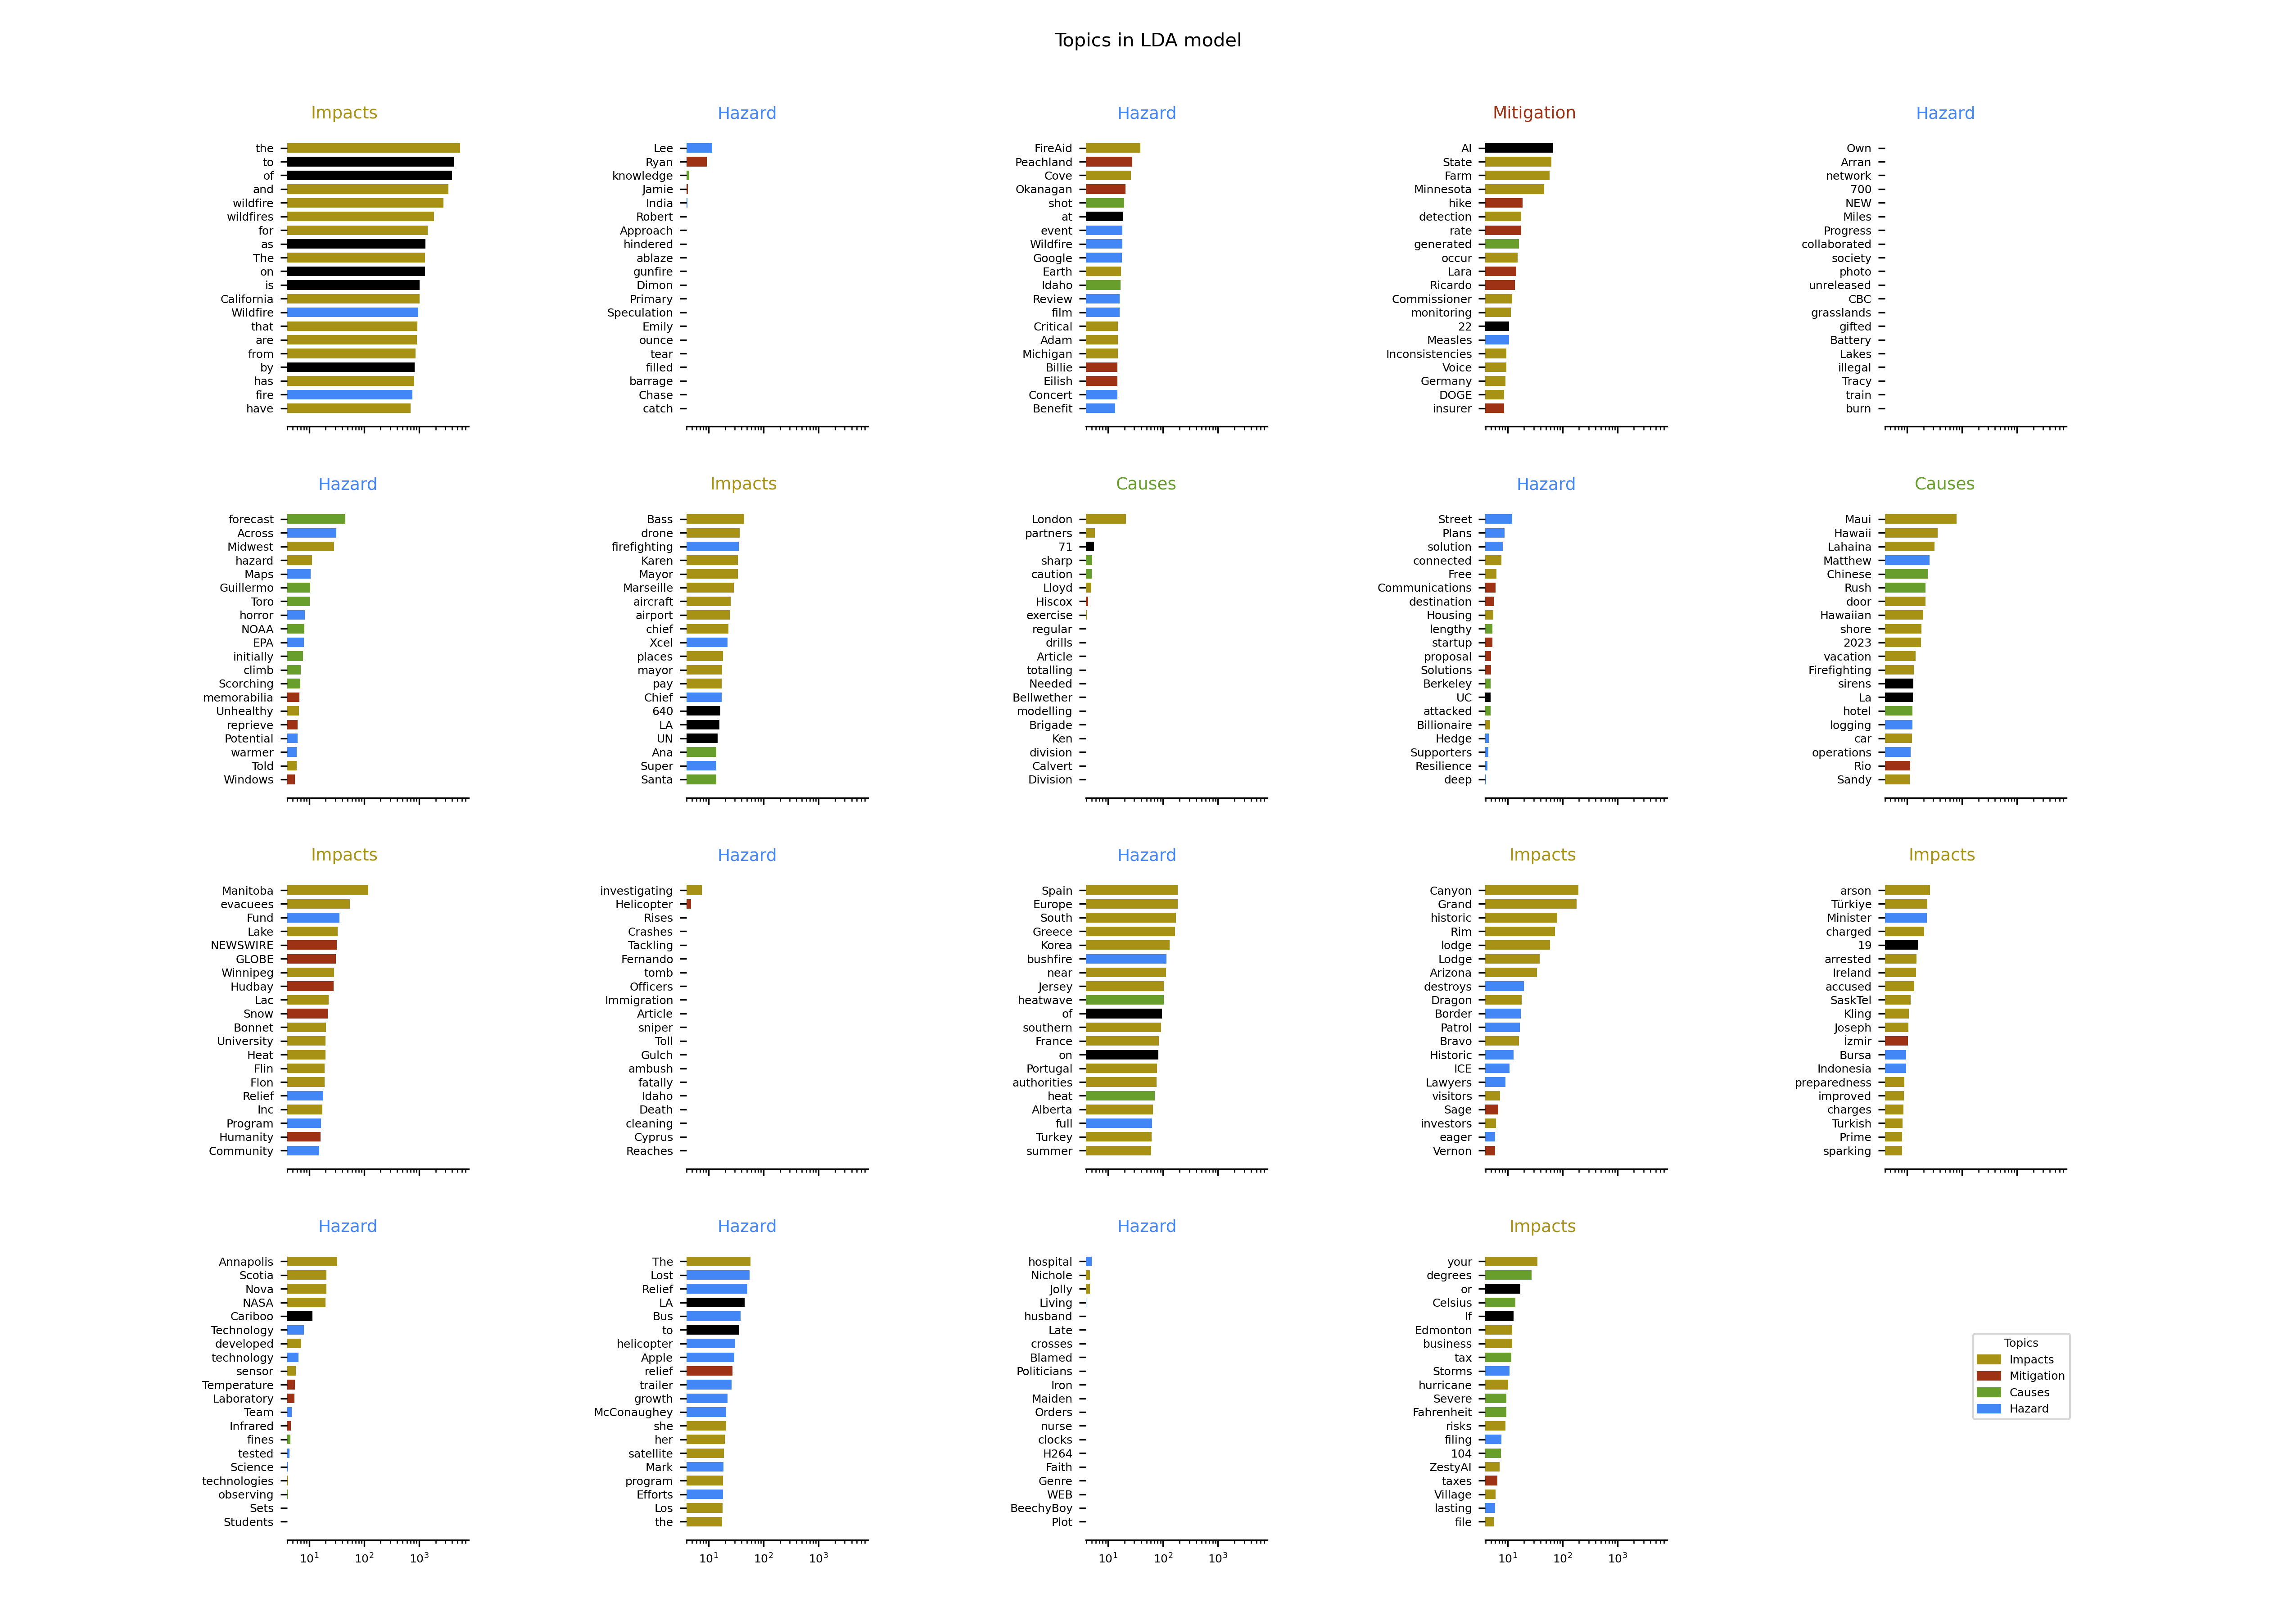 Topics in LDA model
Impacts
the
to
of
and
wildfire
wildfires
for
as
The
on
is
California
Wildfire
that
are
from
by
has
fire
have
Hazard
Lee
Ryan
knowledge
Jamie
India
Robert
Approach
hindered
ablaze
gunfire
Dimon
Primary
Speculation
Emily
ounce
tear
filled
barrage
Chase
catch
Hazard
FireAid
Peachland
Cove
Okanagan
shot
at
event
Wildfire
Google
Earth
Idaho
Review
film
Critical
Adam
Michigan
Billie
Eilish
Concert
Benefit
Mitigation
AI
State
Farm
Minnesota
hike
detection
rate
generated
occur
Lara
Ricardo
Commissioner
monitoring
22
Measles
Inconsistencies
Voice
Germany
DOGE
insurer
Hazard
Own
Arran
network
700
NEW
Miles
Progress
collaborated
society
photo
unreleased
CBC
grasslands
gifted
Battery
Lakes
illegal
Tracy
train
burn
Hazard
forecast
Across
Midwest
hazard
Maps
Guillermo
Toro
horror
NOAA
EPA
initially
climb
Scorching
memorabilia
Unhealthy
reprieve
Potential
warmer
Told
Windows
Impacts
Bass
drone
firefighting
Karen
Mayor
Marseille
aircraft
airport
chief
Xcel
places
mayor
pay
Chief
640
LA
UN
Ana
Super
Santa
Causes
London
partners
71
sharp
caution
Lloyd
Hiscox
exercise
regular
drills
Article
totalling
Needed
Bellwether
modelling
Brigade
Ken
division
Calvert
Division
Hazard
Street
Plans
solution
connected
Free
Communications
destination
Housing
lengthy
startup
proposal
Solutions
Berkeley
UC
attacked
Billionaire
Hedge
Supporters
Resilience
deep
Causes
Maui
Hawaii
Lahaina
Matthew
Chinese
Rush
door
Hawaiian
shore
2023
vacation
Firefighting
sirens
La
hotel
logging
car
operations
Rio
Sandy
Impacts
Manitoba
evacuees
Fund
Lake
NEWSWIRE
GLOBE
Winnipeg
Hudbay
Lac
Snow
Bonnet
University
Heat
Flin
Flon
Relief
Inc
Program
Humanity
Community
Hazard
investigating
Helicopter
Rises
Crashes
Tackling
Fernando
tomb
Officers
Immigration
Article
sniper
Toll
Gulch
ambush
fatally
Idaho
Death
cleaning
Cyprus
Reaches
Hazard
Spain
Europe
South
Greece
Korea
bushfire
near
Jersey
heatwave
of
southern
France
on
Portugal
authorities
heat
Alberta
full
Turkey
summer
Impacts
Canyon
Grand
historic
Rim
lodge
Lodge
Arizona
destroys
Dragon
Border
Patrol
Bravo
Historic
ICE
Lawyers
visitors
Sage
investors
eager
Vernon
Impacts
arson
Türkiye
Minister
charged
19
arrested
Ireland
accused
SaskTel
Kling
Joseph
İzmir
Bursa
Indonesia
preparedness
improved
charges
Turkish
Prime
sparking
Hazard
Annapolis
Scotia
Nova
NASA
Cariboo
Technology
developed
technology
sensor
Temperature
Laboratory
Team
Infrared
fines
tested
Science
technologies
observing
Sets
Students
10¹ 10² 10³
Hazard
The
Lost
Relief
LA
Bus
to
helicopter
Apple
relief
trailer
growth
McConaughey
she
her
satellite
Mark
program
Efforts
Los
the
10¹ 10² 10³
Hazard
hospital
Nichole
Jolly
Living
husband
Late
crosses
Blamed
Politicians
Iron
Maiden
Orders
nurse
clocks
H264
Faith
Genre
WEB
BeechyBoy
Plot
10¹ 10² 10³
Impacts
your
degrees
or
Celsius
If
Edmonton
business
tax
Storms
hurricane
Severe
Fahrenheit
risks
filing
104
ZestyAI
taxes
Village
lasting
file
10¹ 10² 10³
Topics
Impacts
Mitigation
Causes
Hazard